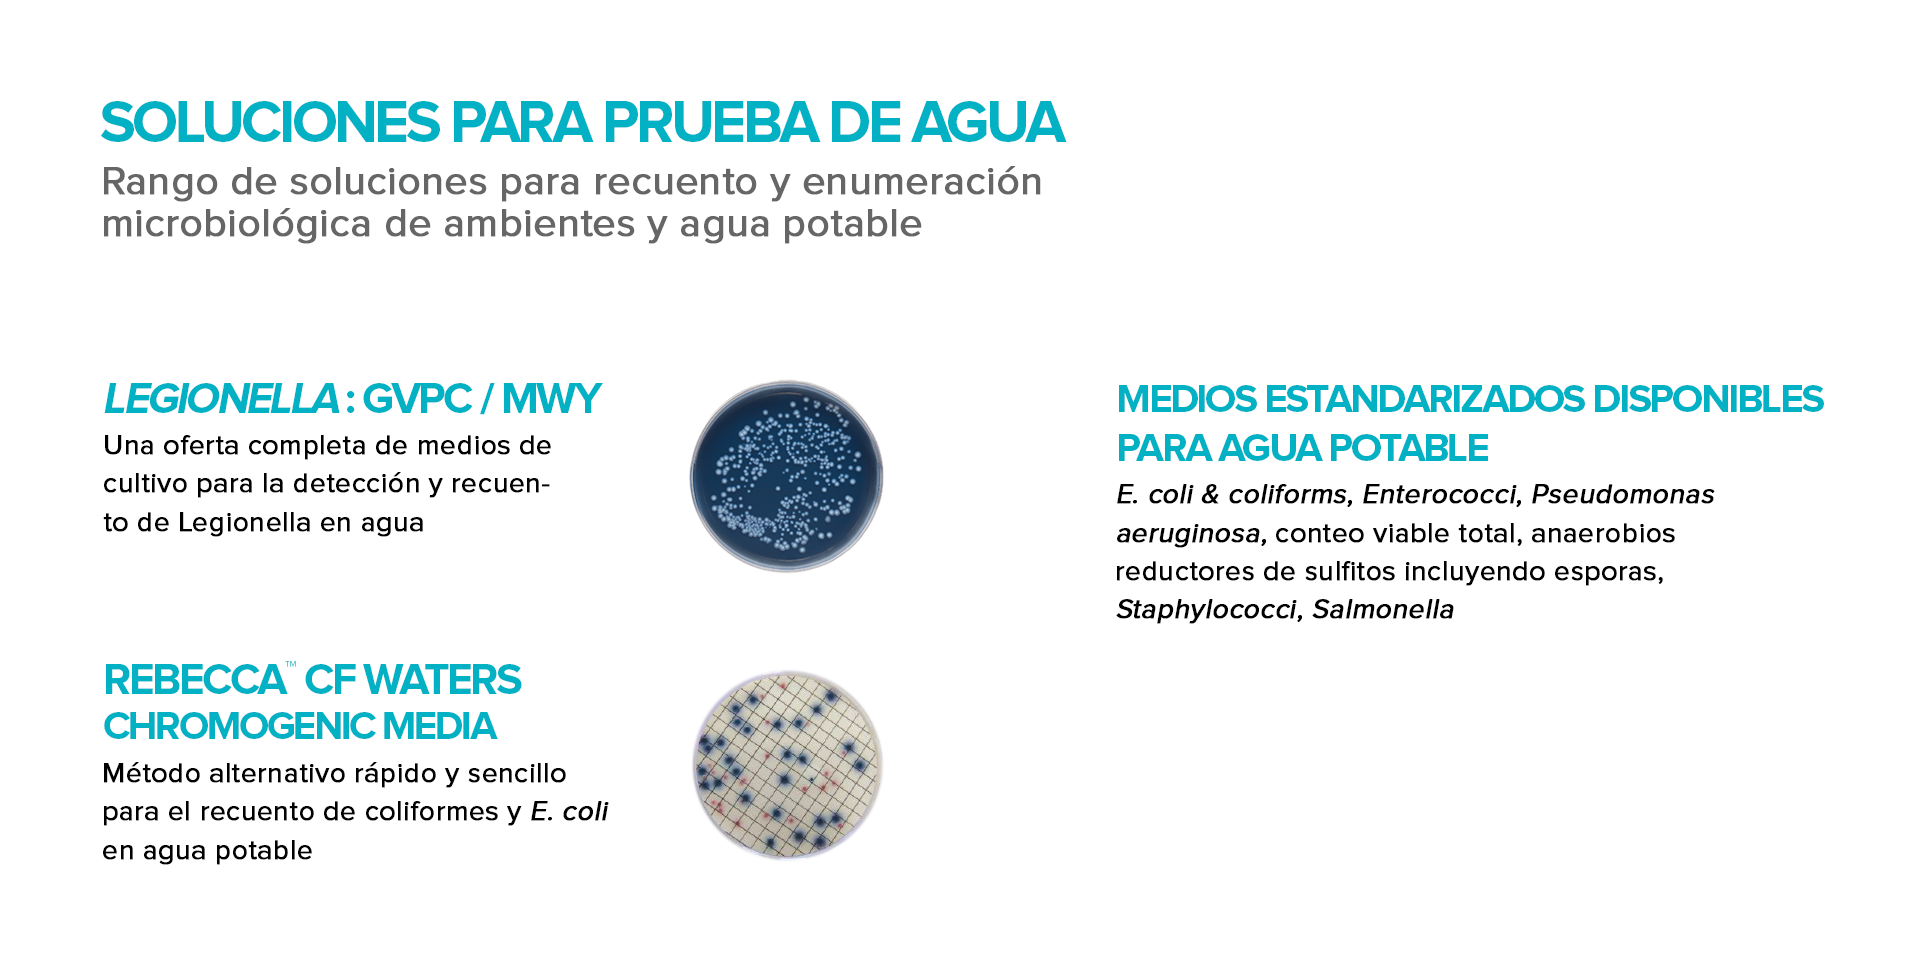 SOLUCIONES PARA PRUEBA DE AGUA
Rango de soluciones para recuento y enumeración
microbiológica de ambientes y agua potable
LEGIONELLA : GVPC / MWY
Una oferta completa de medios de
cultivo para la detección y recuen-
to de Legionella en agua
REBECCA™ CF WATERS
CHROMOGENIC MEDIA
Método alternativo rápido y sencillo
para el recuento de coliformes y E. coli
en agua potable
MEDIOS ESTANDARIZADOS DISPONIBLES
PARA AGUA POTABLE
E. coli & coliforms, Enterococci, Pseudomonas
aeruginosa, conteo viable total, anaerobios
reductores de sulfitos incluyendo esporas,
Staphylococci, Salmonella